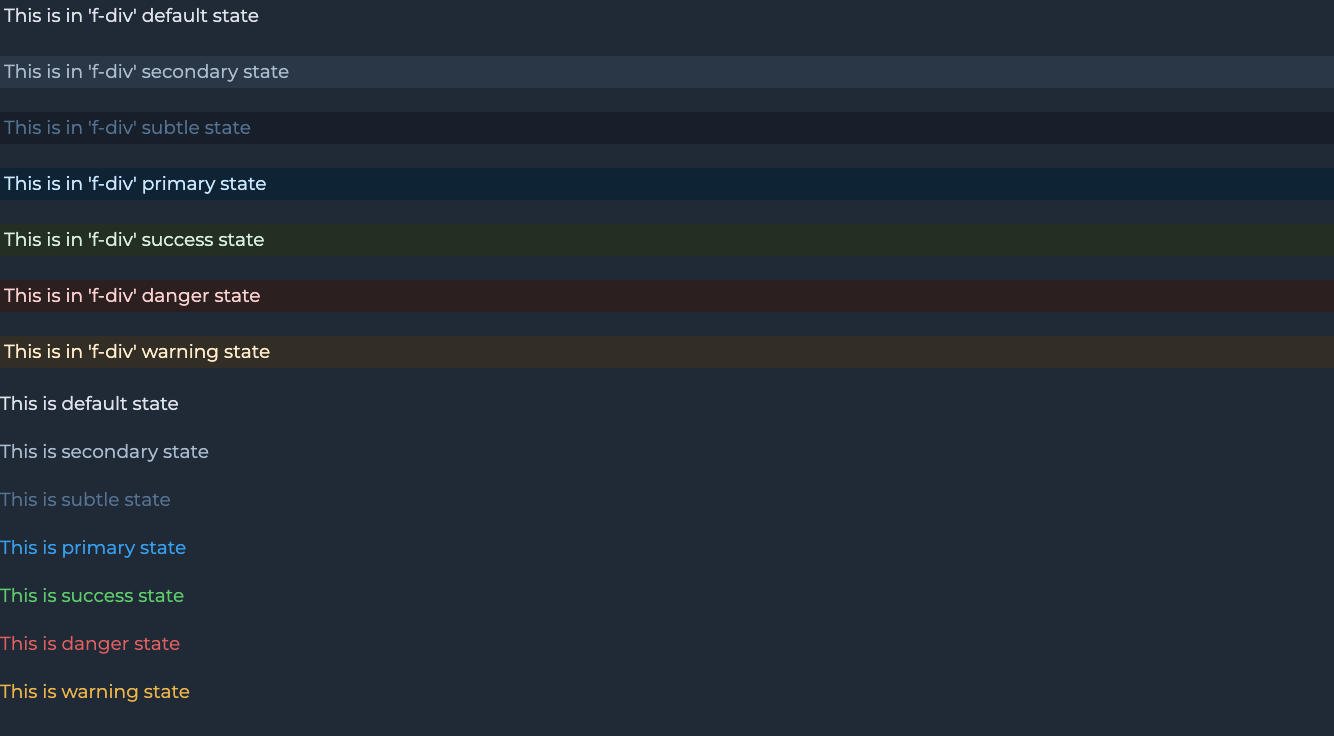 This is in 'f-div' default state
This is in 'f-div' secondary state
This is in 'f-div' subtle state
This is in 'f-div' primary state
This is in 'f-div' success state
This is in 'f-div' danger state
This is in 'f-div' warning state
This is default state
This is secondary state
This is subtle state
This is primary state
This is success state
This is danger state
This is warning state